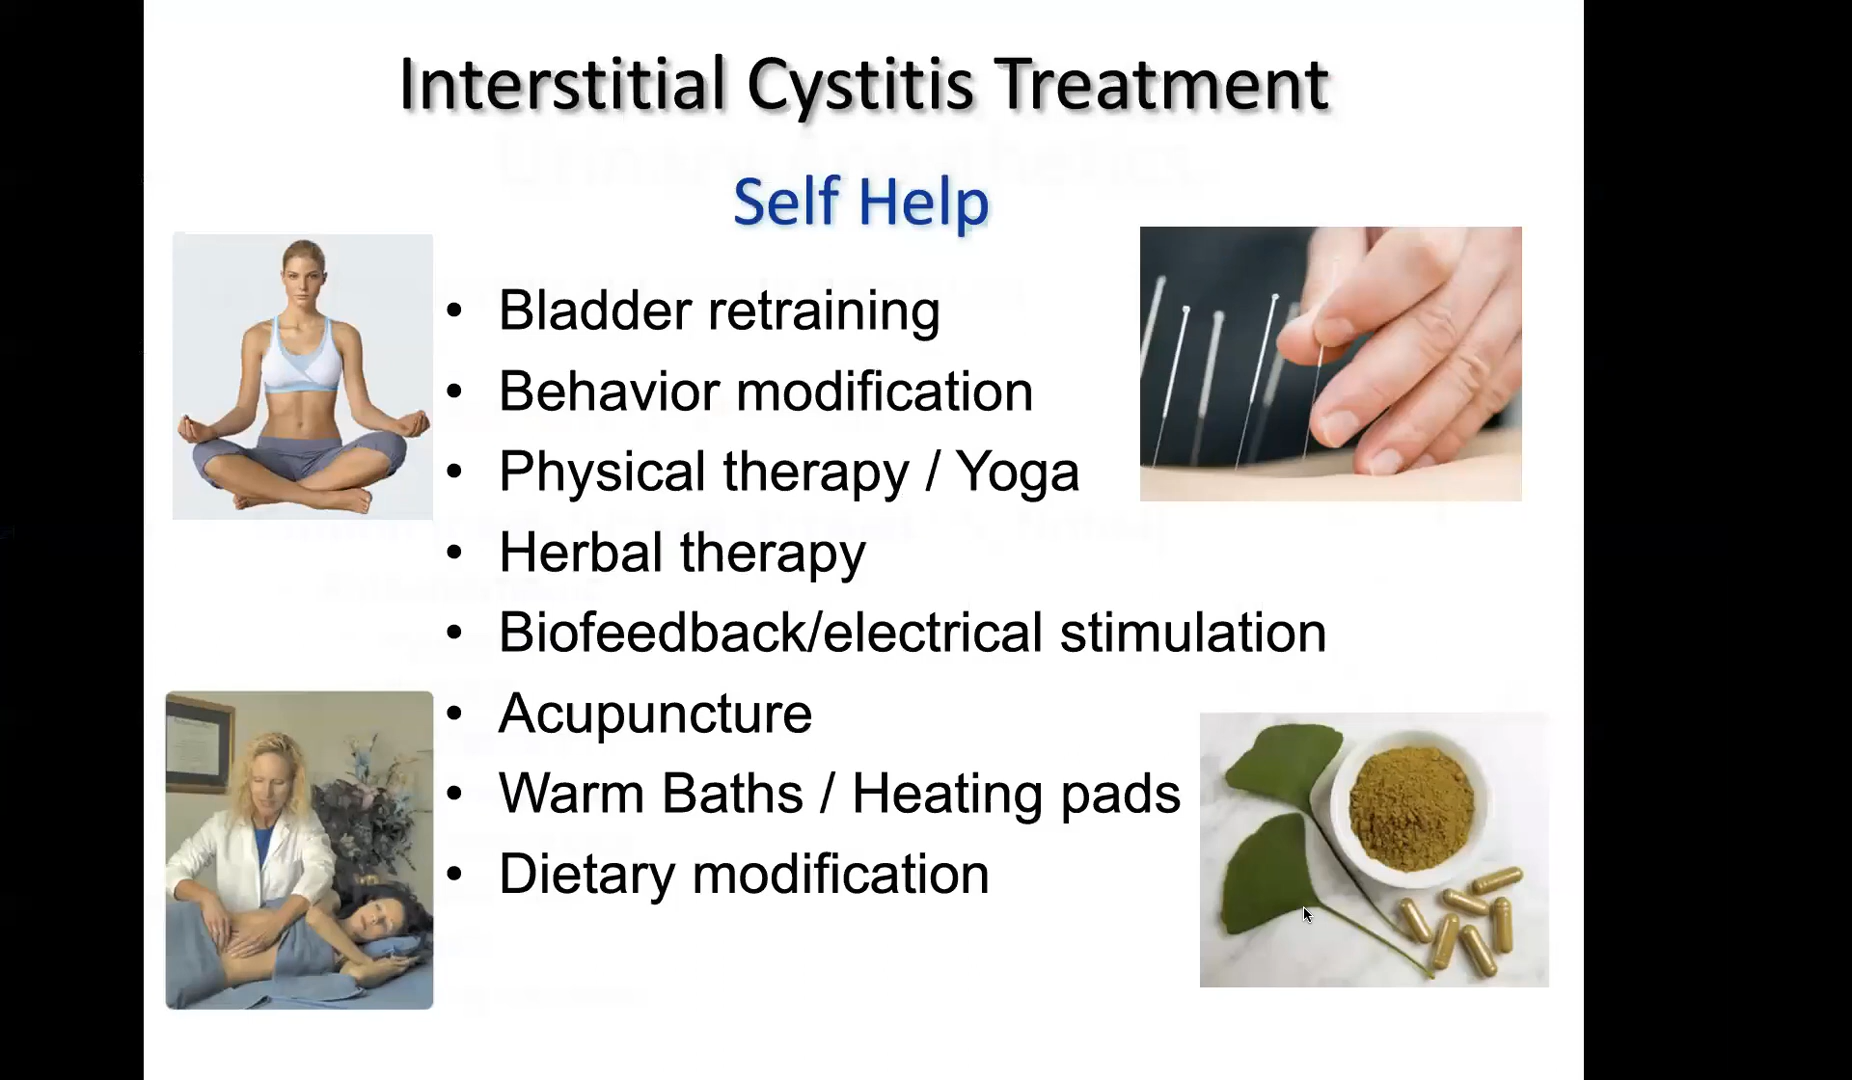 Interstitial Cystitis Treatment
Self Help
• Bladder retraining
• Behavior modification
• Physical therapy / Yoga
• Herbal therapy
• Biofeedback/electrical stimulation
• Acupuncture
• Warm Baths / Heating pads
• Dietary modification